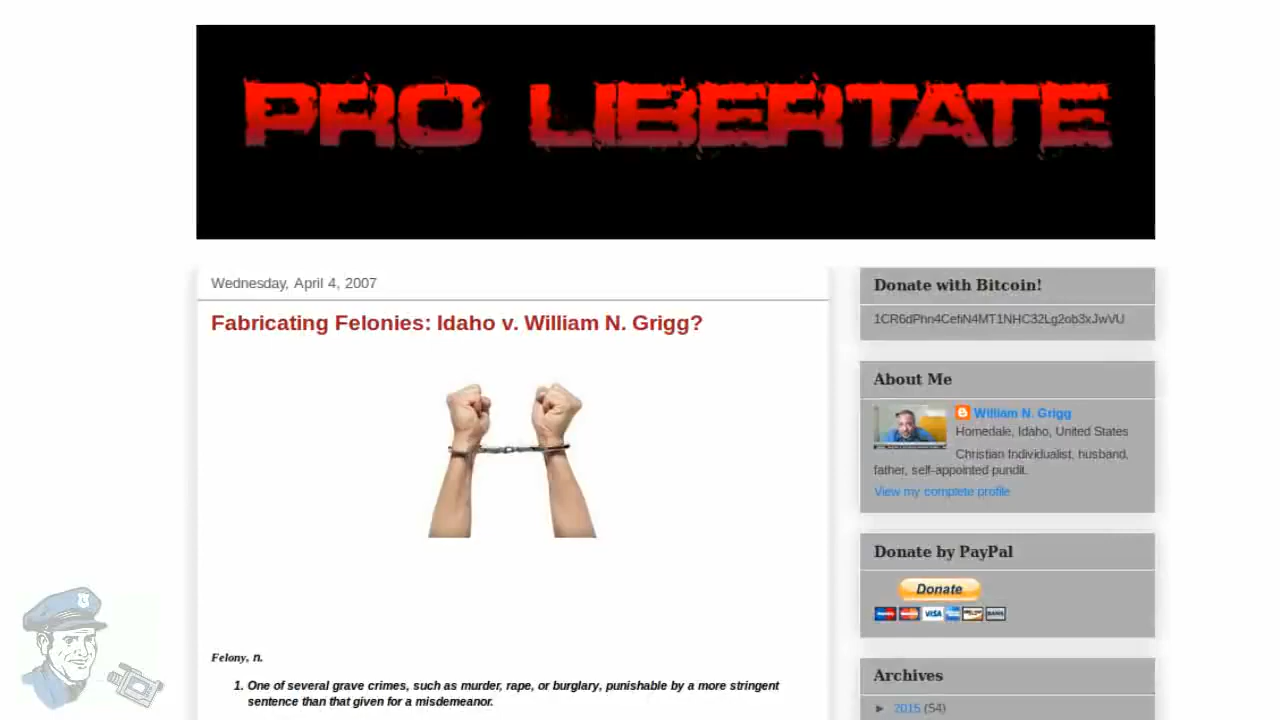 PRO LIBERTATE
Wednesday, April 4, 2007
Fabricating Felonies: Idaho v. William N. Grigg?
Felony, n.
1. One of several grave crimes, such as murder, rape, or burglary, punishable by a more stringent
sentence than that given for a misdemeanor.
Donate with Bitcoin!
1CR6dPhn4CefiN4MT1NHC32Lg2ob3xJwVU
About Me
William N. Grigg
Homedale, Idaho, United States
Christian Individualist, husband,
father, self-appointed pundit.
View my complete profile
Donate by PayPal
Donate
VISA
Archives
► 2015 (54)